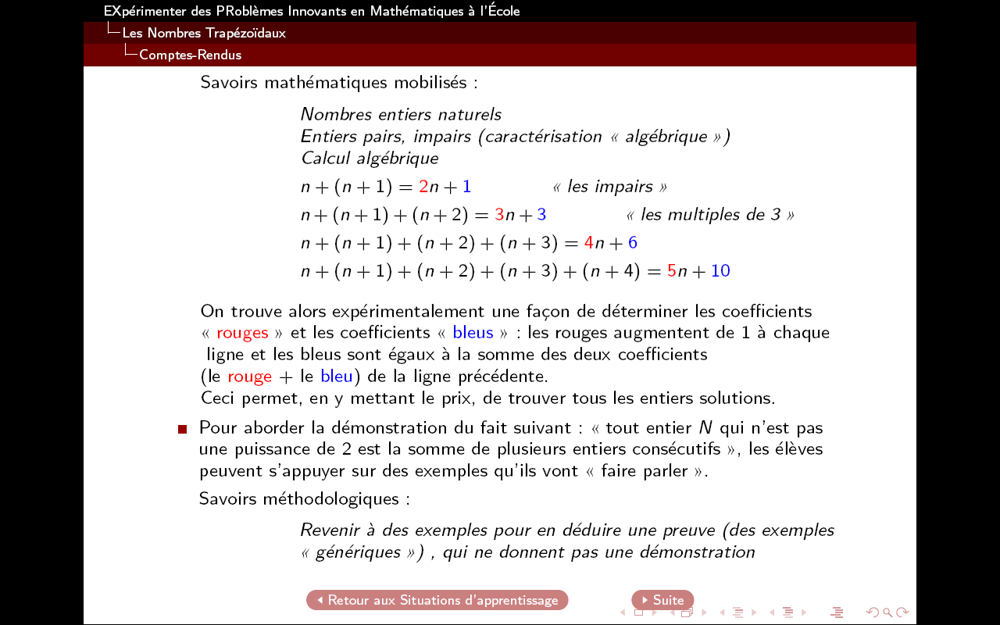 EXpérimenter des PRoblèmes Innovants en Mathématiques à l'École
Les Nombres Trapézoïdaux
Comptes-Rendus
Savoirs mathématiques mobilisés :
Nombres entiers naturels
Entiers pairs, impairs (caractérisation « algébrique »)
Calcul algébrique
n + (n + 1) = 2n + 1 « les impairs »
n + (n + 1) + (n + 2) = 3n + 3 « les multiples de 3 »
n + (n + 1) + (n + 2) + (n + 3) = 4n + 6
n + (n + 1) + (n + 2) + (n + 3) + (n + 4) = 5n + 10
On trouve alors expérimentalement une façon de déterminer les coefficients
« rouges » et les coefficients « bleus » : les rouges augmentent de 1 à chaque
ligne et les bleus sont égaux à la somme des deux coefficients
(le rouge + le bleu) de la ligne précédente.
Ceci permet, en y mettant le prix, de trouver tous les entiers solutions.
Pour aborder la démonstration du fait suivant : « tout entier N qui n'est pas
une puissance de 2 est la somme de plusieurs entiers consécutifs », les élèves
peuvent s'appuyer sur des exemples qu'ils vont « faire parler ».
Savoirs méthodologiques :
Revenir à des exemples pour en déduire une preuve (des exemples
« génériques ») , qui ne donnent pas une démonstration
Retour aux Situations d'apprentissage
Suite